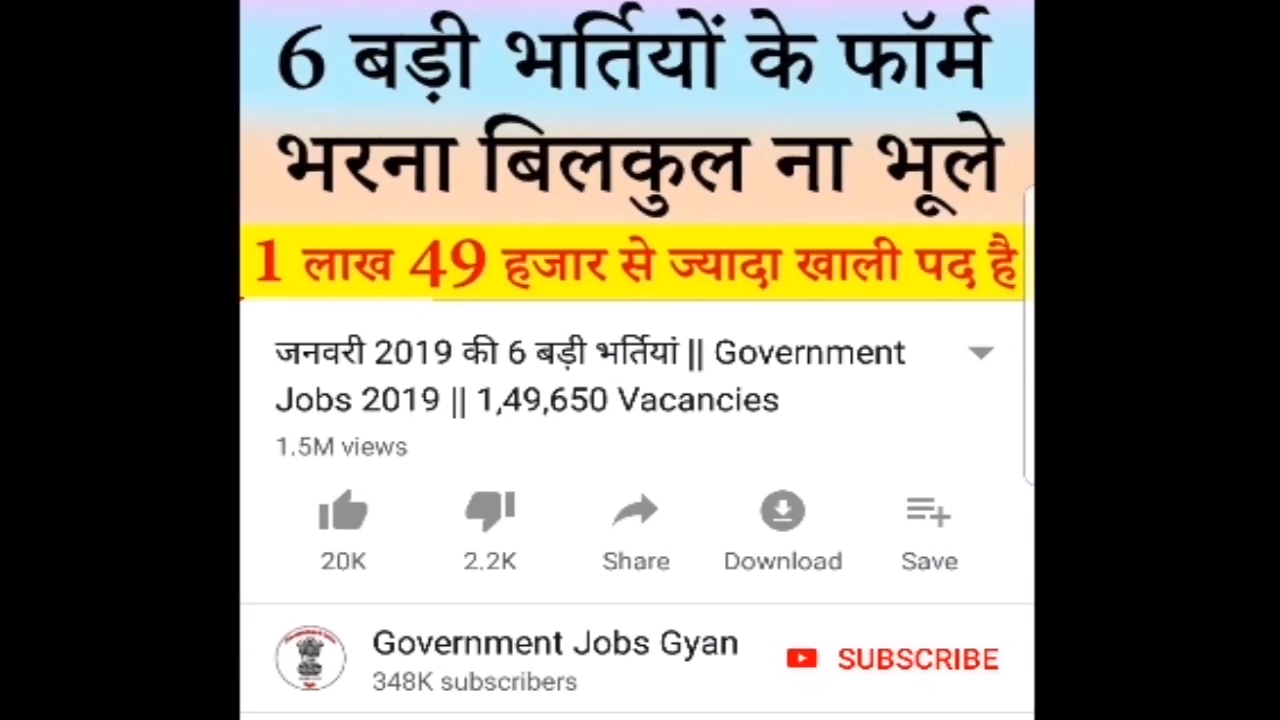 6 बड़ी भर्तियों के फॉर्म
भरना बिलकुल ना भूले
1 लाख 49 हजार से ज्यादा खाली पद है
जनवरी 2019 की 6 बड़ी भर्तियां || Government
Jobs 2019 || 1,49,650 Vacancies
1.5M views
20K 2.2K Share Download Save
Government Jobs Gyan
SUBSCRIBE
348K subscribers